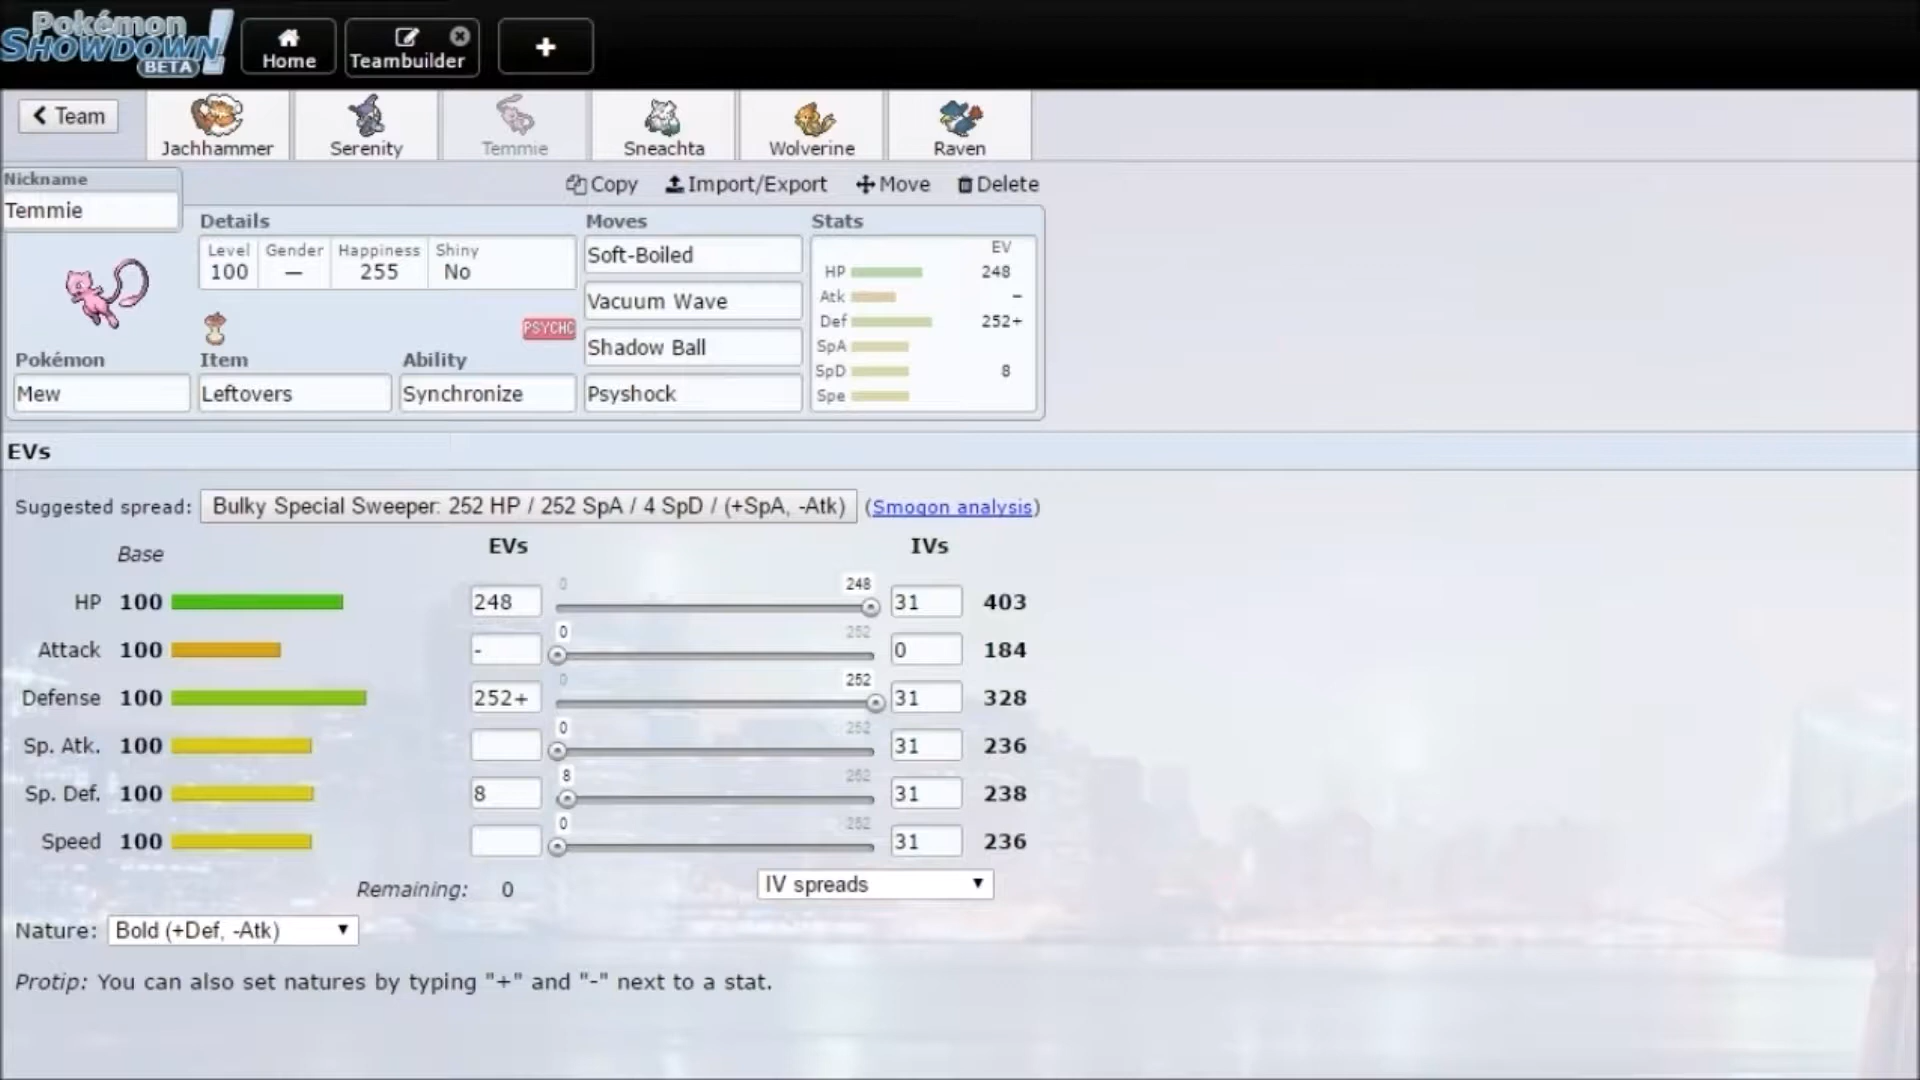 Pokémon
SHOWDOWN!
BETA
Home
Teambuilder
Team
Jachhammer
Serenity
Temmie
Sneachta
Wolverine
Raven
Nickname
Temmie
Copy
Import/Export
Move
Delete
Details
Level
100
Gender
—
Happiness
255
Shiny
No
PSYCHC
Pokémon
Mew
Item
Leftovers
Ability
Synchronize
Moves
Soft-Boiled
Vacuum Wave
Shadow Ball
Psyshock
Stats
EV
HP 248
Atk –
Def 252+
SpA
SpD 8
Spe
EVs
Suggested spread: Bulky Special Sweeper: 252 HP / 252 SpA / 4 SpD / (+SpA, -Atk) (Smogon analysis)
Base EVs IVs
0 248
HP 100 248 31 403
0 252
Attack 100 - 0 184
0 252
Defense 100 252+ 31 328
0 252
Sp. Atk. 100 31 236
8 252
Sp. Def. 100 8 31 238
0 252
Speed 100 31 236
Remaining: 0
IV spreads
Nature: Bold (+Def, -Atk)
Protip: You can also set natures by typing "+" and "-" next to a stat.